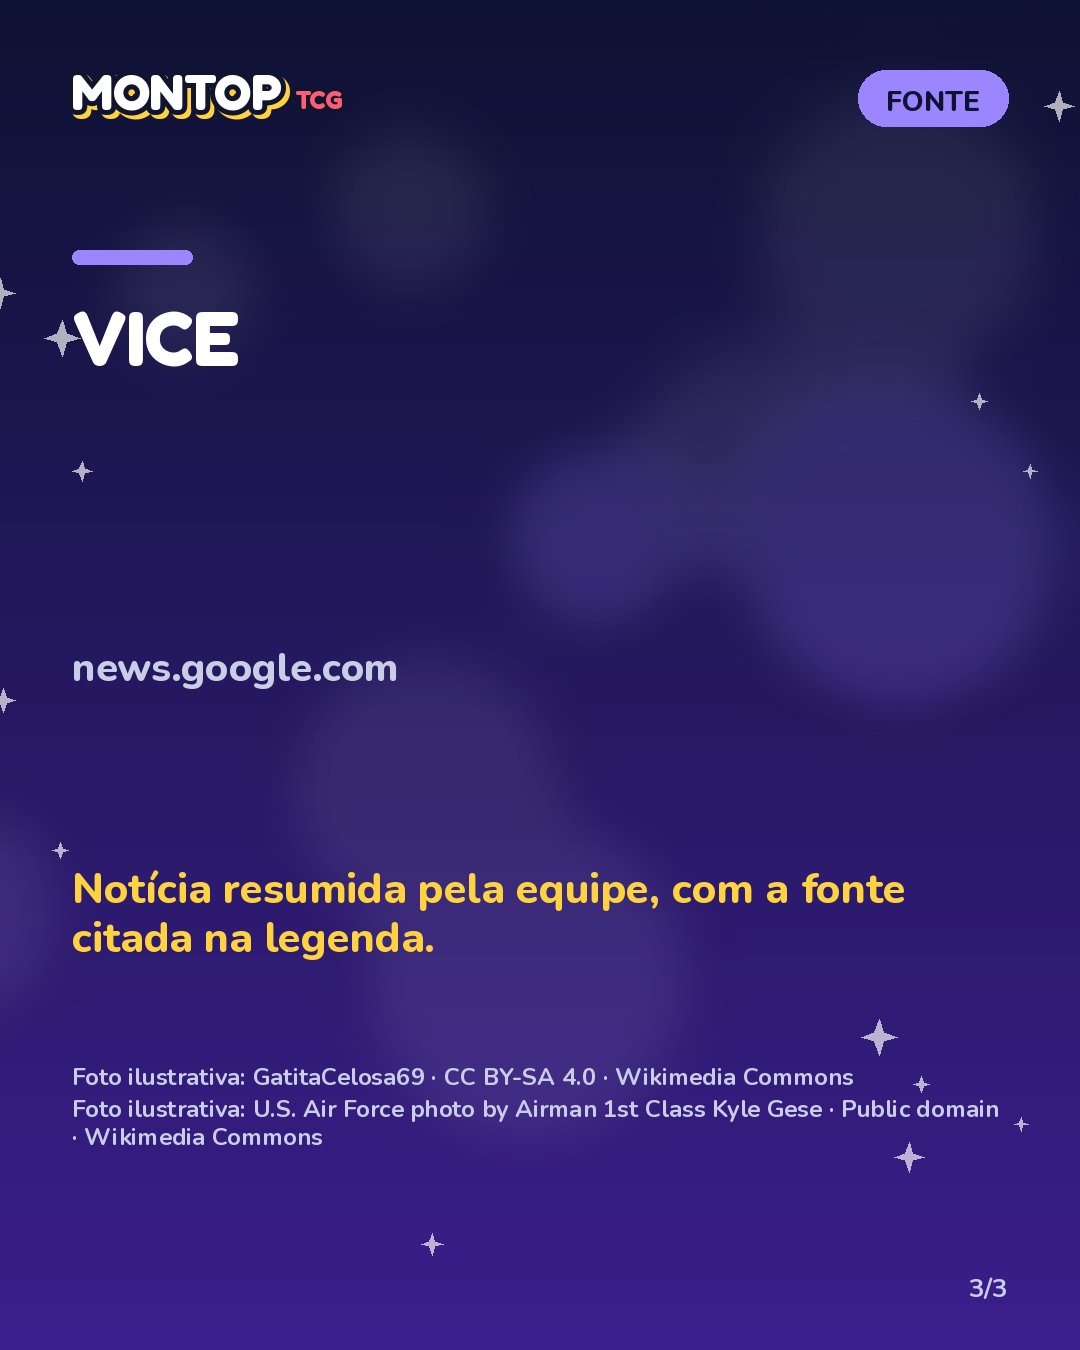 MONTOP TCG
FONTE
VICE
news.google.com
Notícia resumida pela equipe, com a fonte
citada na legenda.
Foto ilustrativa: GatitaCelosa69 · CC BY-SA 4.0 · Wikimedia Commons
Foto ilustrativa: U.S. Air Force photo by Airman 1st Class Kyle Gese · Public domain
· Wikimedia Commons
3/3